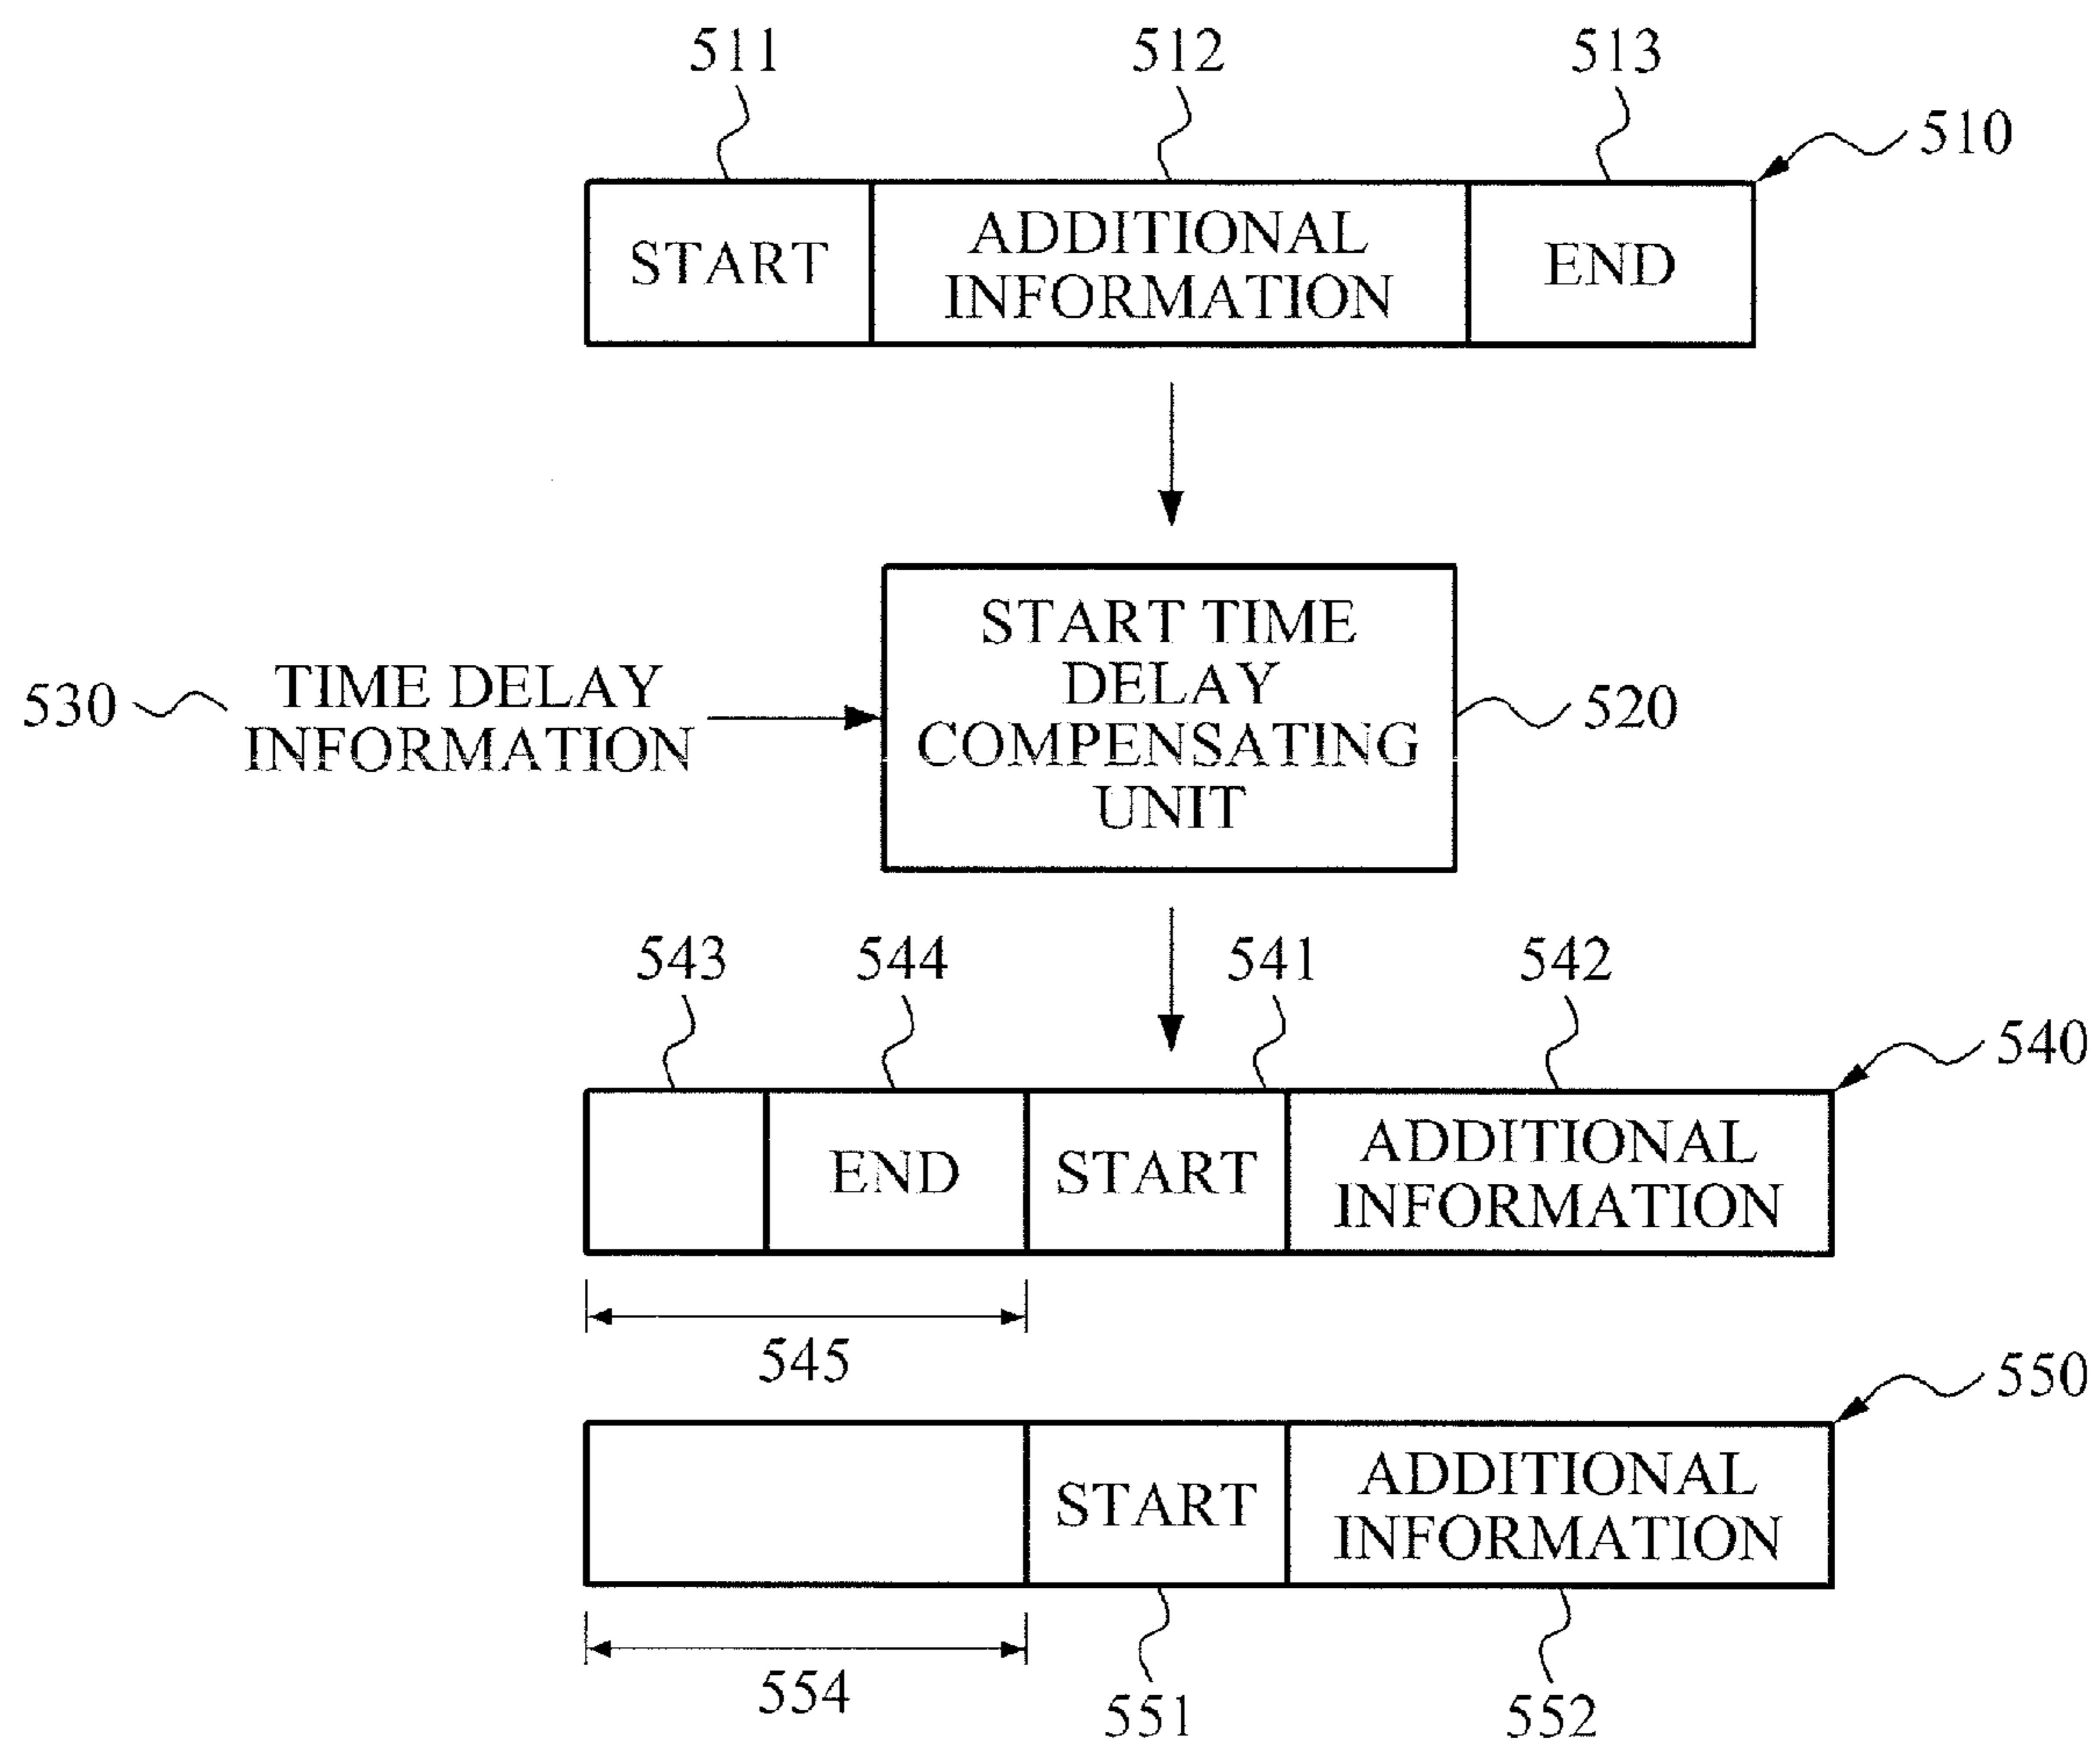 511 512 513
510
START ADDITIONAL INFORMATION END
530 TIME DELAY INFORMATION
START TIME
DELAY
COMPENSATING
UNIT
520
543 544 541 542
540
END START ADDITIONAL INFORMATION
545
550
START ADDITIONAL INFORMATION
554
551 552